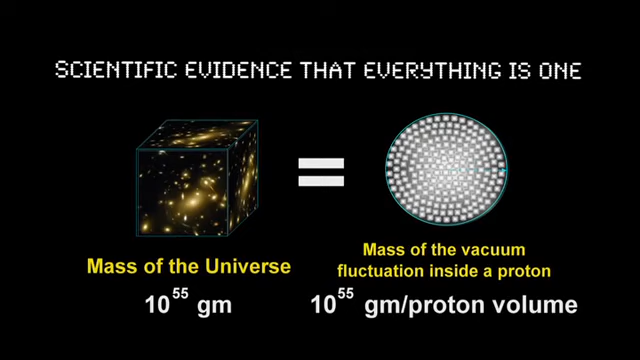 SCIENTIFIC EVIDENCE THAT EVERYTHING IS ONE
=
Mass of the Universe
10^55 gm
Mass of the vacuum
fluctuation inside a proton
10^55 gm/proton volume